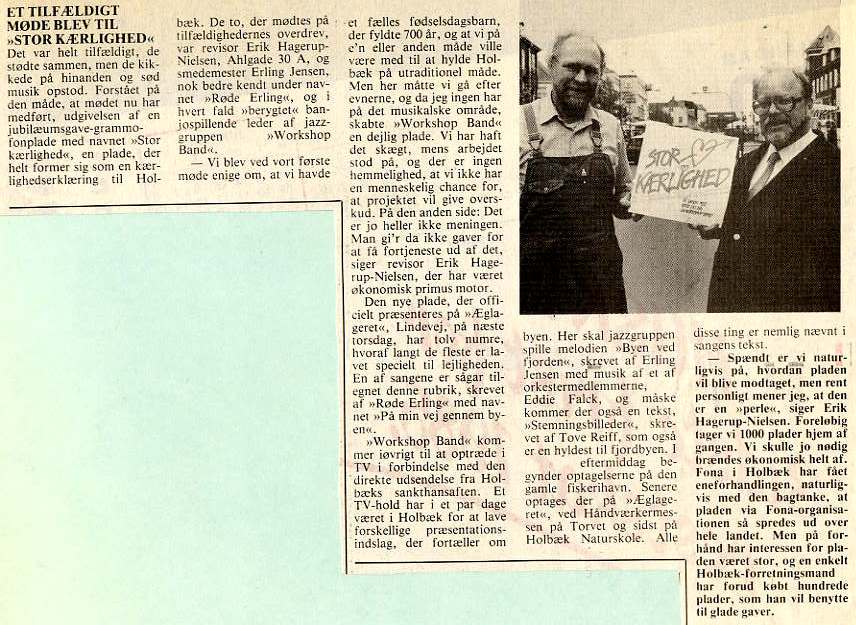 ET TILFÆLDIGT
MØDE BLEV TIL
»STOR KÆRLIGHED«
Det var helt tilfældigt, de
stødte sammen, men de kik-
kede på hinanden og sød
musik opstod. Forstået på
den måde, at mødet nu har
medført, udgivelsen af en
jubilæumsgave-grammo-
fonplade med navnet »Stor
kærlighed«, en plade, der
helt former sig som en kær-
lighedserklæring til Hol-
bæk. De to, der mødtes på
tilfældighedernes overdrev,
var revisor Erik Hagerup-
Nielsen, Ahlgade 30 A, og
smedemester Erling Jensen,
nok bedre kendt under nav-
net »Røde Erling«, og i
hvert fald »berygtet« ban-
jospillende leder af jazz-
gruppen »Workshop
Band«.
— Vi blev ved vort første
møde enige om, at vi havde
et fælles fødselsdagsbarn,
der fyldte 700 år, og at vi på
e'n eller anden måde ville
være med til at hylde Hol-
bæk på utraditionel måde.
Men her måtte vi gå efter
evnerne, og da jeg ingen har
på det musikalske område,
skabte »Workshop Band«
en dejlig plade. Vi har haft
det skægt, mens arbejdet
stod på, og der er ingen
hemmelighed, at vi ikke har
en menneskelig chance for,
at projektet vil give overs-
kud. På den anden side: Det
er jo heller ikke meningen.
Man gi'r da ikke gaver for
at få fortjeneste ud af det,
siger revisor Erik Hage-
rup-Nielsen, der har været
økonomisk primus motor.
Den nye plade, der offi-
cielt præsenteres på »Æglа-
geret«, Lindevej, på næste
torsdag, har tolv numre,
hvoraf langt de fleste er la-
vet specielt til lejligheden.
En af sangene er sågar til-
egnet denne rubrik, skrevet
af »Røde Erling« med nav-
net »På min vej gennem by-
en«.
»Workshop Band« kom-
mer iøvrigt til at optræde i
TV i forbindelse med den
direkte udsendelse fra Hol-
bæks sankthansaften. Et
TV-hold har i et par dage
været i Holbæk for at lave
forskellige præsentations-
indslag, der fortæller om
STOR
KÆRLIGHED
byen. Her skal jazzgruppen
spille melodien »Byen ved
fjorden«, skrevet af Erling
Jensen med musik af et af
orkestermedlemmerne,
Eddie Falck, og måske
kommer der også en tekst,
»Stemningsbilleder«, skre-
vet af Tove Reiff, som også
er en hyldest til fjordbyen. I
eftermiddag be-
gynder optagelserne på den
gamle fiskerihavn. Senere
optages der på »Æglage-
ret«, ved Håndværkermes-
sen på Torvet og sidst på
Holbæk Naturskole. Alle
disse ting er nemlig nævnt i
sangens tekst.
— Spændt er vi natur-
ligvis på, hvordan pladen
vil blive modtaget, men rent
personligt mener jeg, at den
er en »perle«, siger Erik
Hagerup-Nielsen. Foreløbig
tager vi 1000 plader hjem af
gangen. Vi skulle jo nødig
brændes økonomisk helt af.
Fona i Holbæk har fået
eneforhandlingen, naturlig-
vis med den bagtanke, at
pladen via Fona-organisa-
tionen så spredes ud over
hele landet. Men på for-
hånd har interessen for pla-
den været stor, og en enkelt
Holbæk-forretningsmand
har forud købt hundrede
plader, som han vil benytte
til glade gaver.